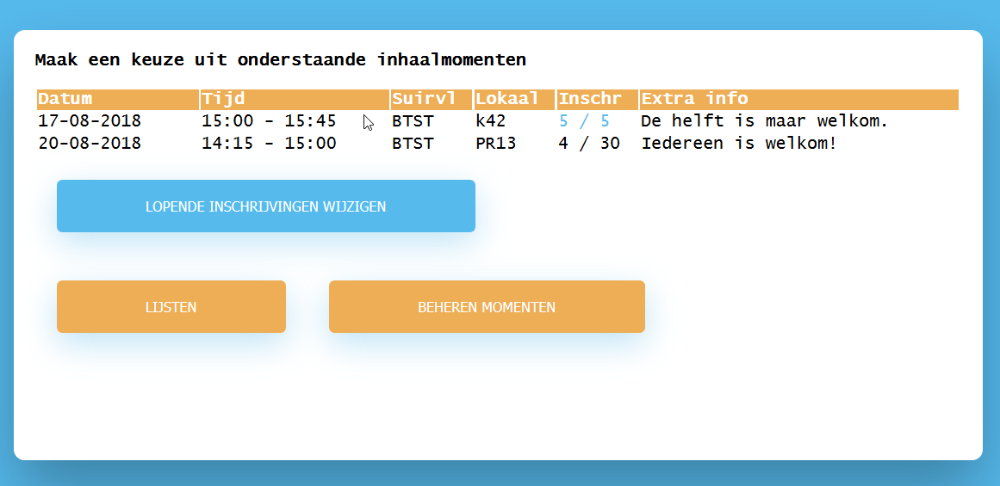 Maak een keuze uit onderstaande inhaalmomenten
Datum Tijd Suirvl Lokaal Inschr Extra info
17-08-2018 15:00 - 15:45 BTST k42 5 / 5 De helft is maar welkom.
20-08-2018 14:15 - 15:00 BTST PR13 4 / 30 Iedereen is welkom!
LOPENDE INSCHRIJVINGEN WIJZIGEN
LIJSTEN BEHEREN MOMENTEN